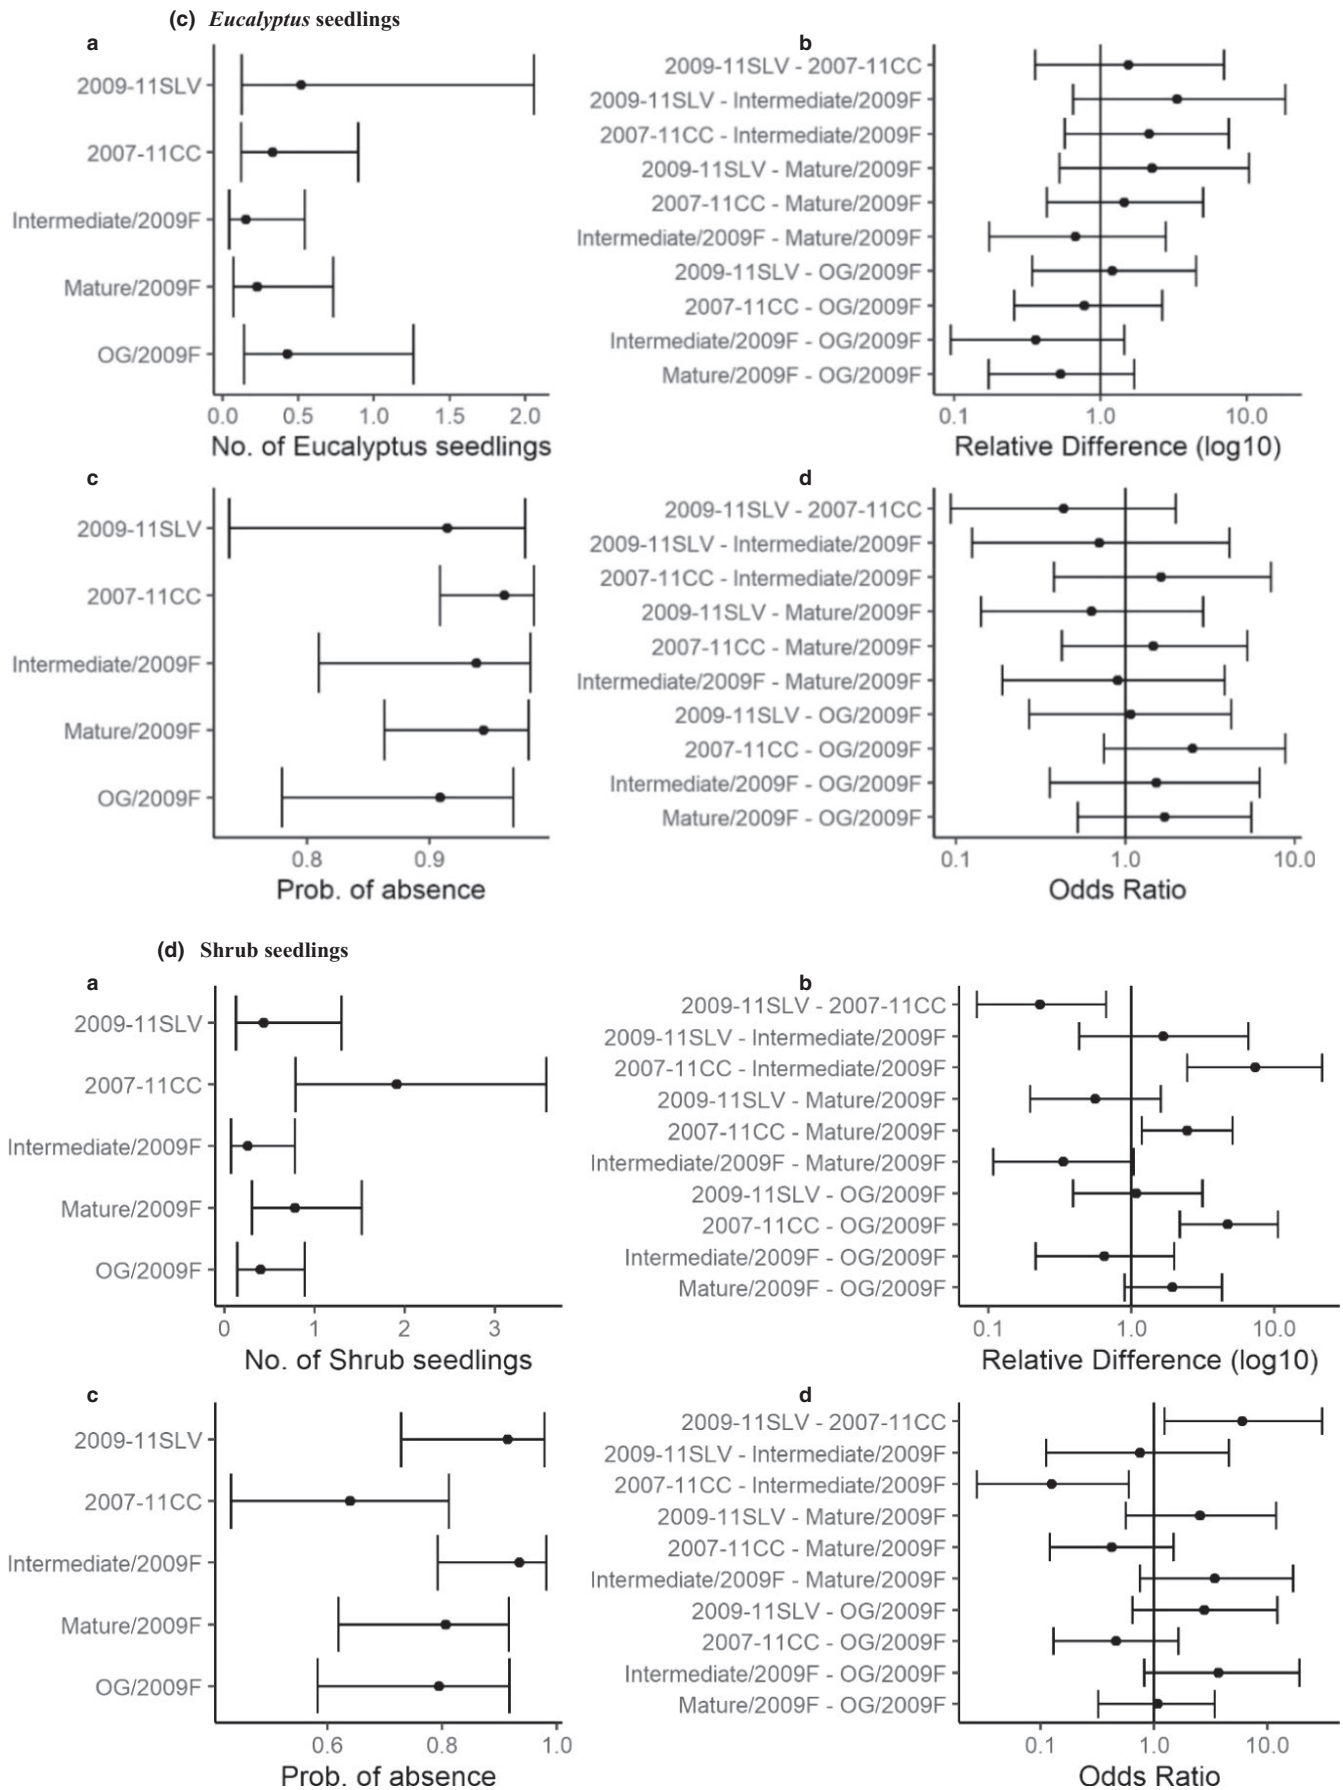 (c) Eucalyptus seedlings
a
2009-11SLV
2007-11CC
Intermediate/2009F
Mature/2009F
OG/2009F
0.0 0.5 1.0 1.5 2.0
No. of Eucalyptus seedlings
b
2009-11SLV - 2007-11CC
2009-11SLV - Intermediate/2009F
2007-11CC - Intermediate/2009F
2009-11SLV - Mature/2009F
2007-11CC - Mature/2009F
Intermediate/2009F - Mature/2009F
2009-11SLV - OG/2009F
2007-11CC - OG/2009F
Intermediate/2009F - OG/2009F
Mature/2009F - OG/2009F
0.1 1.0 10.0
Relative Difference (log10)
c
2009-11SLV
2007-11CC
Intermediate/2009F
Mature/2009F
OG/2009F
0.8 0.9
Prob. of absence
d
2009-11SLV - 2007-11CC
2009-11SLV - Intermediate/2009F
2007-11CC - Intermediate/2009F
2009-11SLV - Mature/2009F
2007-11CC - Mature/2009F
Intermediate/2009F - Mature/2009F
2009-11SLV - OG/2009F
2007-11CC - OG/2009F
Intermediate/2009F - OG/2009F
Mature/2009F - OG/2009F
0.1 1.0 10.0
Odds Ratio
(d) Shrub seedlings
a
2009-11SLV
2007-11CC
Intermediate/2009F
Mature/2009F
OG/2009F
0 1 2 3
No. of Shrub seedlings
b
2009-11SLV - 2007-11CC
2009-11SLV - Intermediate/2009F
2007-11CC - Intermediate/2009F
2009-11SLV - Mature/2009F
2007-11CC - Mature/2009F
Intermediate/2009F - Mature/2009F
2009-11SLV - OG/2009F
2007-11CC - OG/2009F
Intermediate/2009F - OG/2009F
Mature/2009F - OG/2009F
0.1 1.0 10.0
Relative Difference (log10)
c
2009-11SLV
2007-11CC
Intermediate/2009F
Mature/2009F
OG/2009F
0.6 0.8 1.0
Prob. of absence
d
2009-11SLV - 2007-11CC
2009-11SLV - Intermediate/2009F
2007-11CC - Intermediate/2009F
2009-11SLV - Mature/2009F
2007-11CC - Mature/2009F
Intermediate/2009F - Mature/2009F
2009-11SLV - OG/2009F
2007-11CC - OG/2009F
Intermediate/2009F - OG/2009F
Mature/2009F - OG/2009F
0.1 1.0 10.0
Odds Ratio